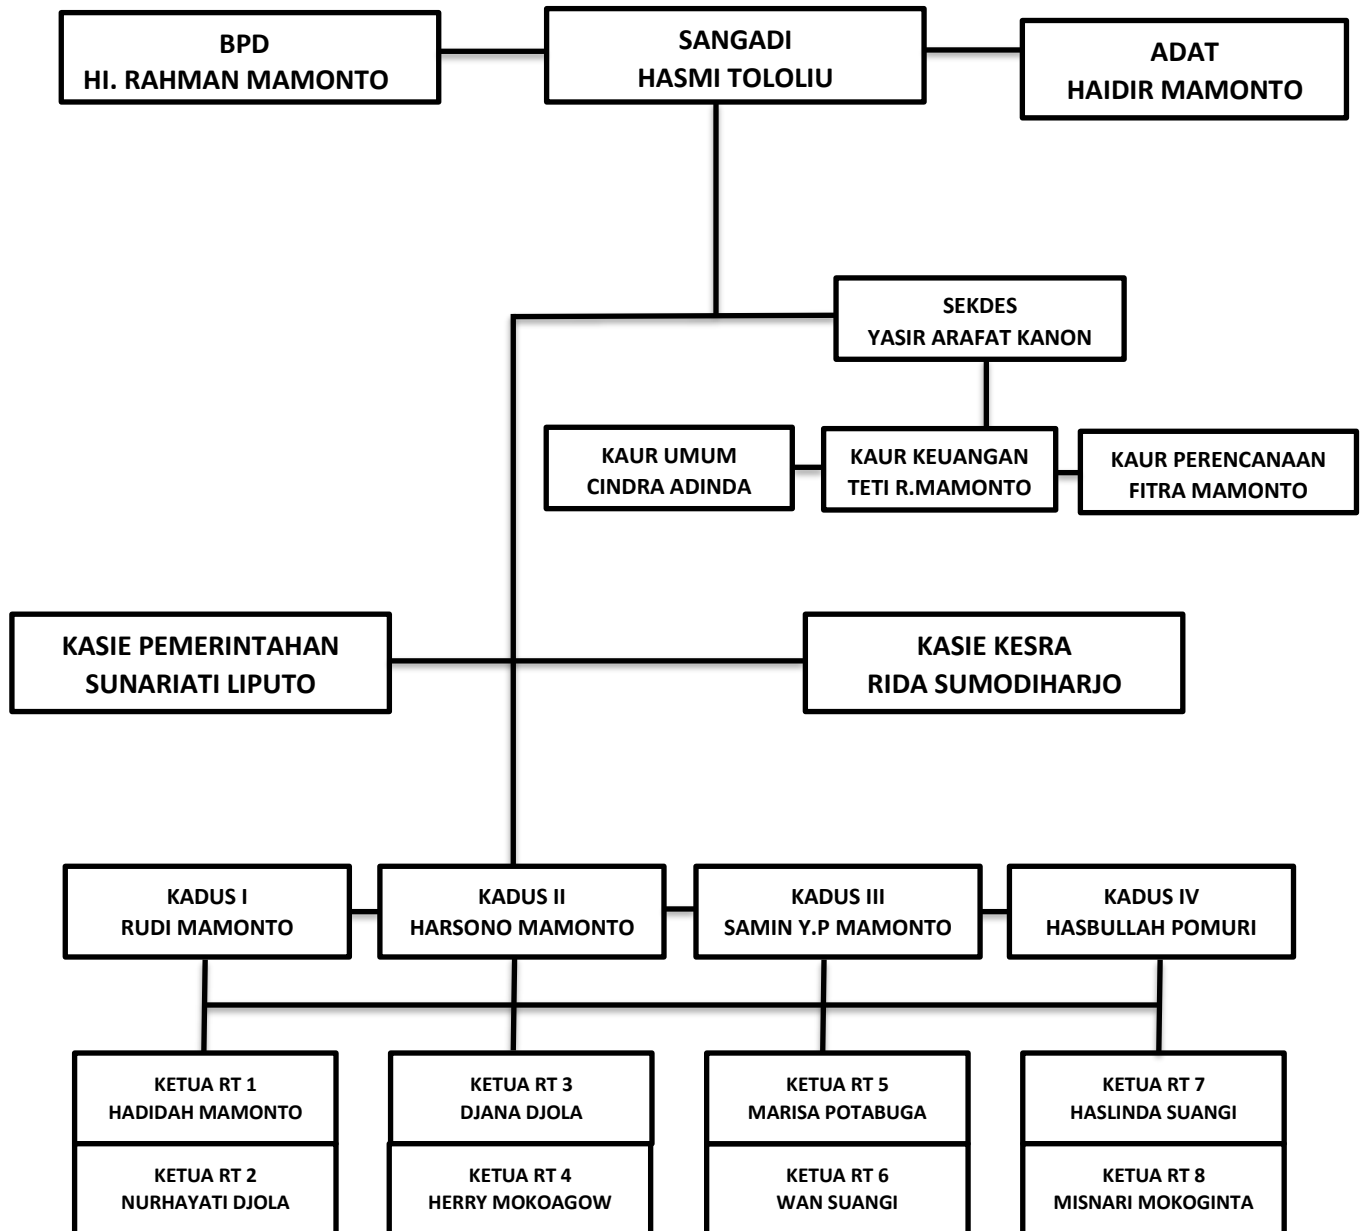 BPD
HI. RAHMAN MAMONTO
SANGADI
HASMI TOLOLIU
ADAT
HAIDIR MAMONTO
SEKDES
YASIR ARAFAT KANON
KAUR UMUM
CINDRA ADINDA
KAUR KEUANGAN
TETI R.MAMONTO
KAUR PERENCANAAN
FITRA MAMONTO
KASIE PEMERINTAHAN
SUNARIATI LIPUTO
KASIE KESRA
RIDA SUMODIHARJO
KADUS I
RUDI MAMONTO
KADUS II
HARSONO MAMONTO
KADUS III
SAMIN Y.P MAMONTO
KADUS IV
HASBULLAH POMURI
KETUA RT 1
HADIDAH MAMONTO
KETUA RT 3
DJANA DJOLA
KETUA RT 5
MARISA POTABUGA
KETUA RT 7
HASLINDA SUANGI
KETUA RT 2
NURHAYATI DJOLA
KETUA RT 4
HERRY MOKOAGOW
KETUA RT 6
WAN SUANGI
KETUA RT 8
MISNARI MOKOGINTA